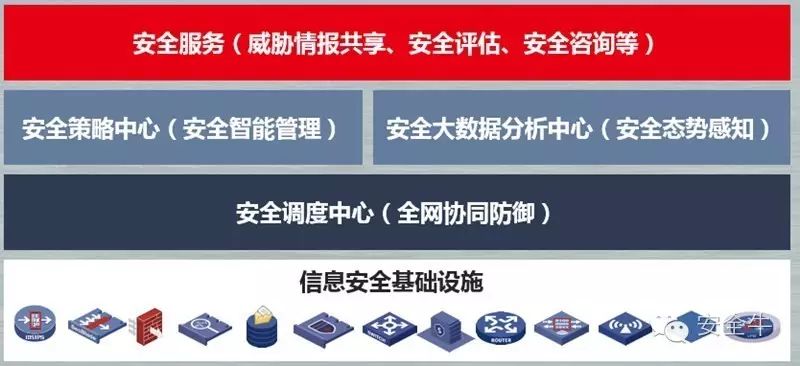 安全服务（威胁情报共享、安全评估、安全咨询等）
安全策略中心（安全智能管理）
安全大数据分析中心（安全态势感知）
安全调度中心（全网协同防御）
信息安全基础设施
IDS/IPS
SWITCH
ROUTER
安全牛